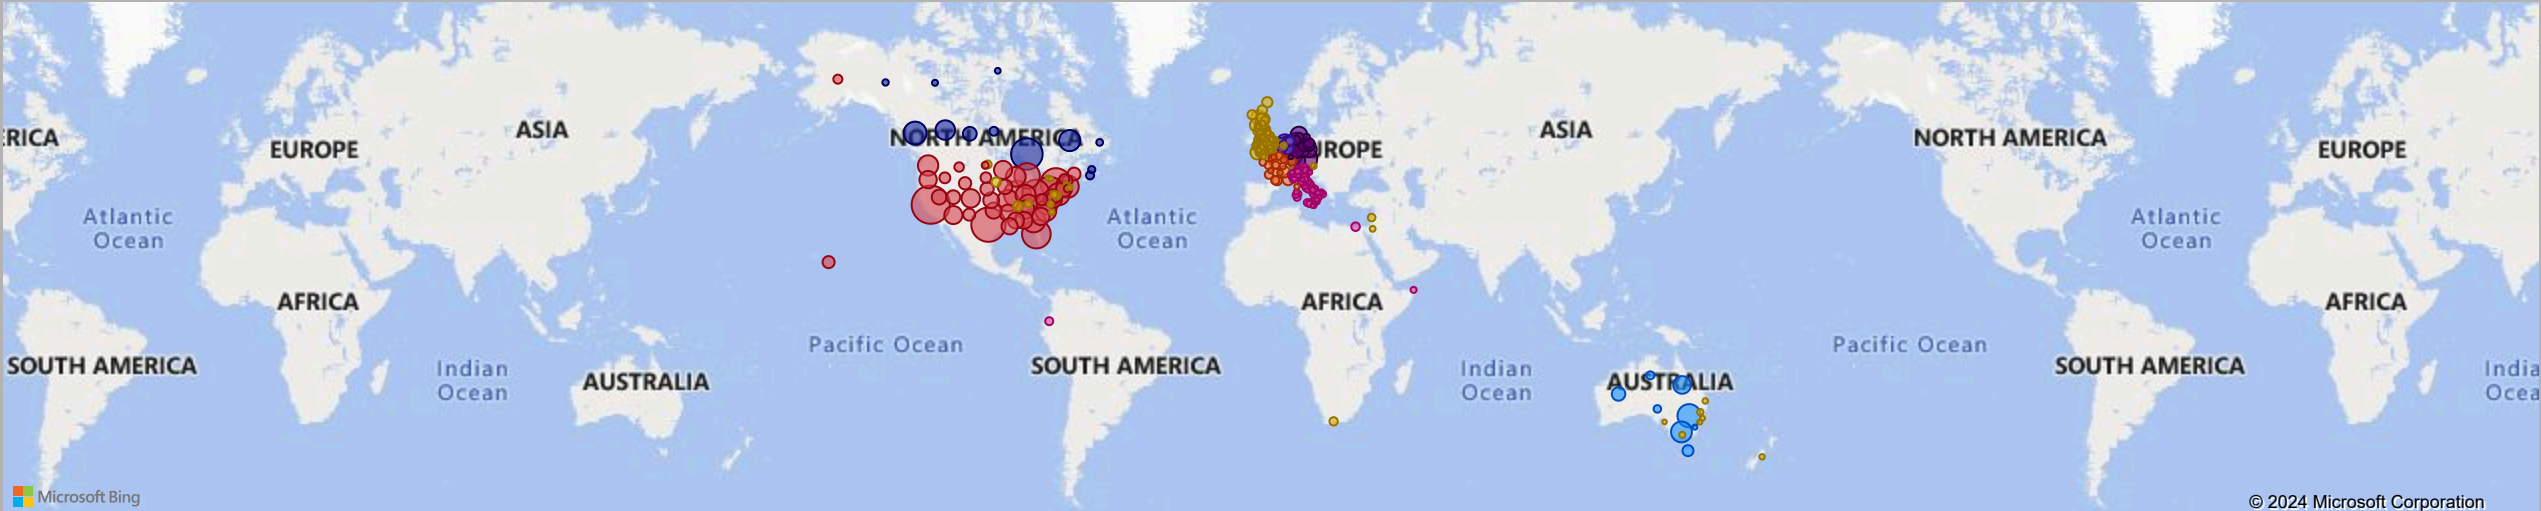 ERICA
EUROPE
ASIA
NORTH AMERICA
EUROPE
ASIA
NORTH AMERICA
EUROPE
Atlantic
Ocean
Atlantic
Ocean
Atlantic
Ocean
AFRICA
AFRICA
AFRICA
Pacific Ocean
Pacific Ocean
SOUTH AMERICA
Indian
Ocean
AUSTRALIA
SOUTH AMERICA
Indian
Ocean
AUSTRALIA
SOUTH AMERICA
India
Ocea
Microsoft Bing
© 2024 Microsoft Corporation